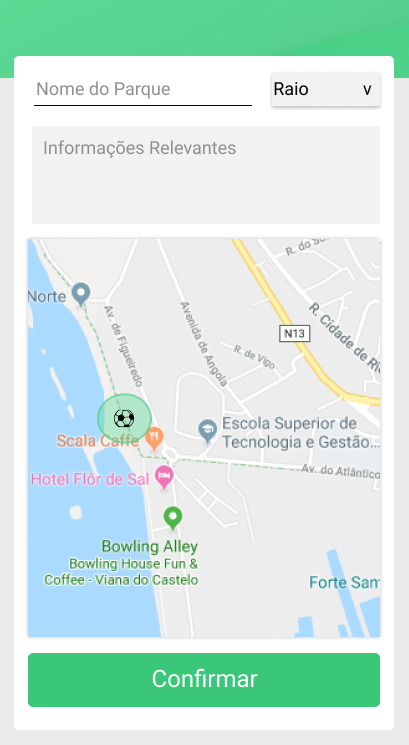 Nome do Parque
Raio
Informações Relevantes
R. do So
Norte
Av. de Figueiredo
Avenida de Angola
R. Cidade de Ri
N13
R. de Vigo
Escola Superior de
Tecnologia e Gestão...
Scala Caffe
Av. do Atlântico
Hotel Flôr de Sal
Bowling Alley
Bowling House Fun &
Coffee - Viana do Castelo
Forte San
Confirmar